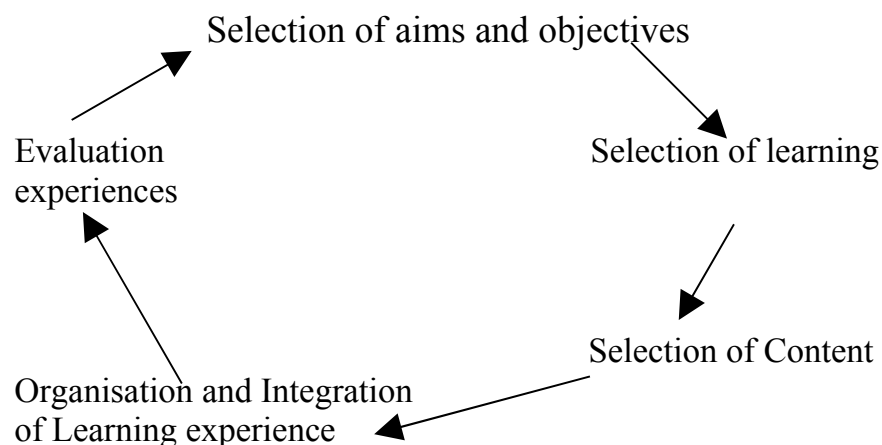 Selection of aims and objectives
Evaluation
experiences
Selection of learning
Selection of Content
Organisation and Integration
of Learning experience